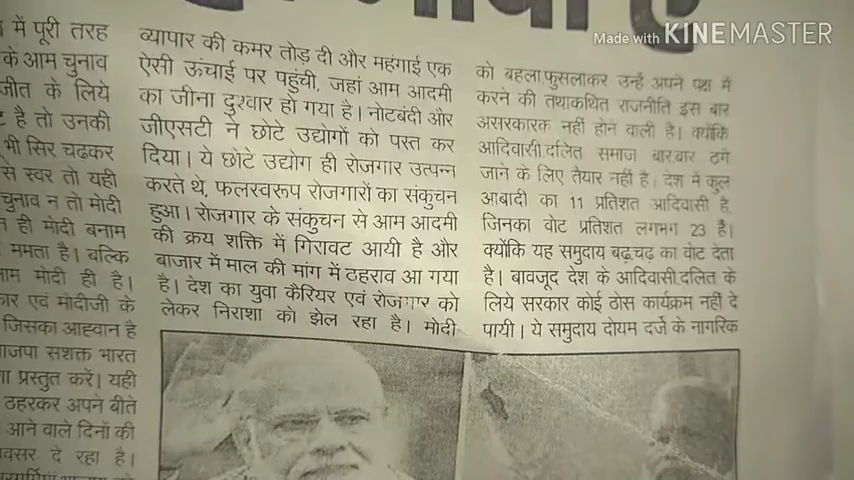 Made with KINEMASTER
में पूरी तरह
के आम चुनाव
जीत के लिये
है तो उनकी
भी सिर चढकर
से स्वर तो यही
चुनाव न तो मोदी
ही मोदी बनाम
ममता है। बल्कि
मोदी ही है।
एवं मोदीजी के
जिसका आह्वान है
सशक्त भारत
प्रस्तुत करें। यही
ठहरकर अपने बीते
आने वाले दिनों की
दे रहा है।
व्यापार की कमर तोड़ दी और महंगाई एक
ऐसी ऊंचाई पर पहुंची, जहां आम आदमी
का जीना दुश्वार हो गया है। नोटबंदी और
जीएसटी ने छोटे उद्योगों को पस्त कर
दिया। ये छोटे उद्योग ही रोजगार उत्पन्न
करते थे, फलस्वरूप रोजगारों का संकुचन
हुआ। रोजगार के संकुचन से आम आदमी
की क्रय शक्ति में गिरावट आयी है और
बाजार में माल की मांग में ठहराव आ गया
है। देश का युवा कैरियर एवं रोजगार को
लेकर निराशा को झेल रहा है। मोदी
को बहला,फुसलाकर उन्हें अपने पक्ष में
करने की तथाकथित राजनीति इस बार
असरकारक नहीं होने वाली है। क्योंकि
आदिवासी,दलित समाज बारबार ठगे
जाने के लिए तैयार नहीं है। देश में कुल
आबादी का 11 प्रतिशत आदिवासी है,
जिनका वोट प्रतिशत लगभग 23 है।
क्योंकि यह समुदाय बढ़चढ़ का वोट देता
है। बावजूद देश के आदिवासी,दलित के
लिये सरकार कोई ठोस कार्यक्रम नहीं दे
पायी। ये समुदाय दोयम दर्जे के नागरिक